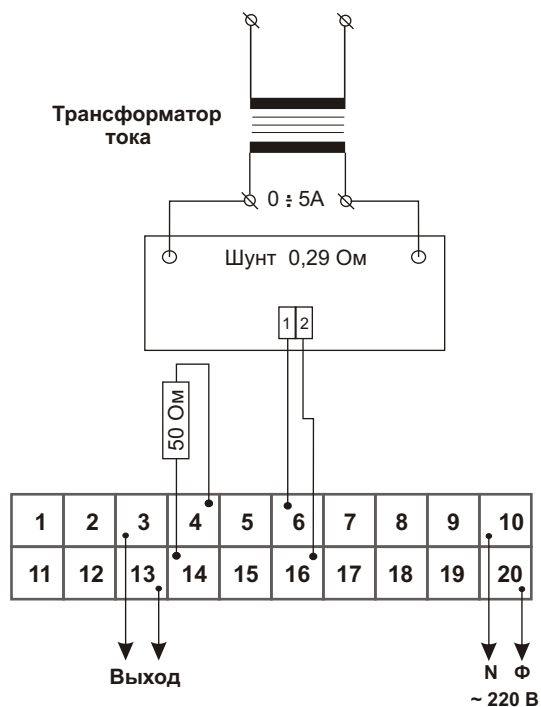 Трансформатор
тока
0 ÷ 5А
Шунт 0,29 Ом
1 2
50 Ом
1 2 3 4 5 6 7 8 9 10
11 12 13 14 15 16 17 18 19 20
Выход
N Ф
~ 220 В